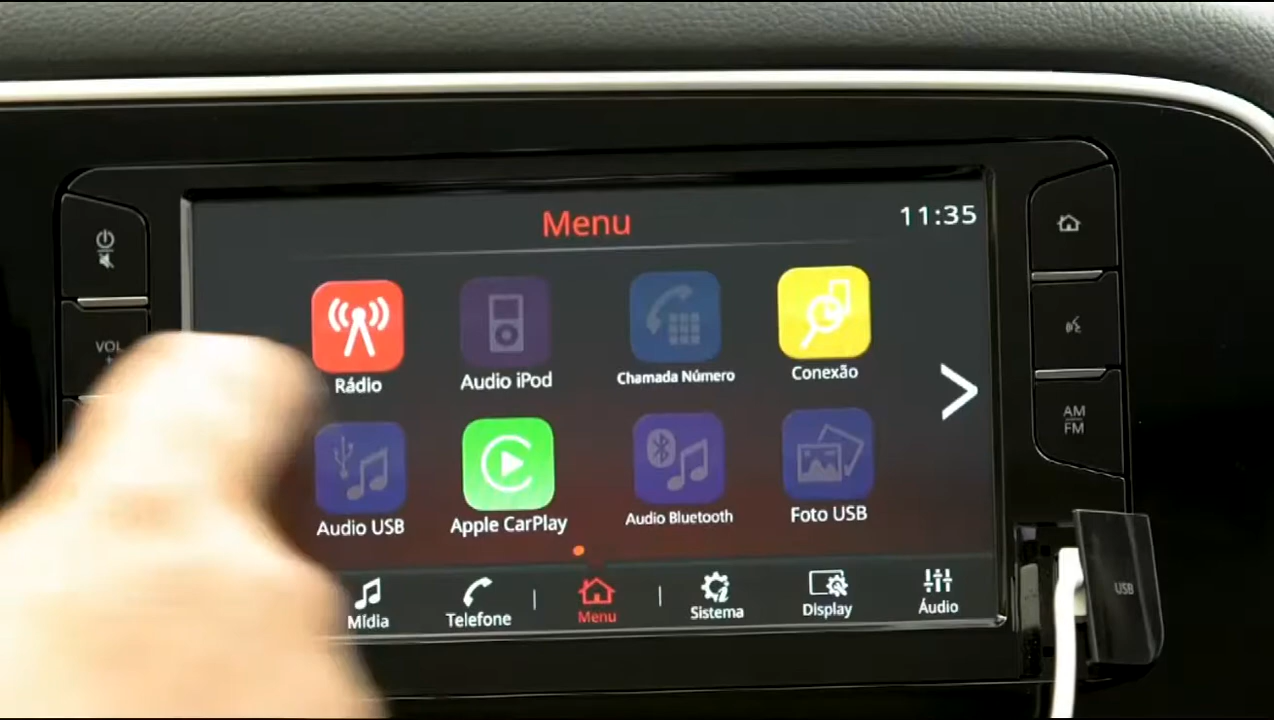 Menu
11:35
VOL
+
Rádio
Audio iPod
Chamada Número
Conexão
AM
FM
Audio USB
Apple CarPlay
Audio Bluetooth
Foto USB
Mídia
Telefone
Menu
Sistema
Display
Áudio
USB